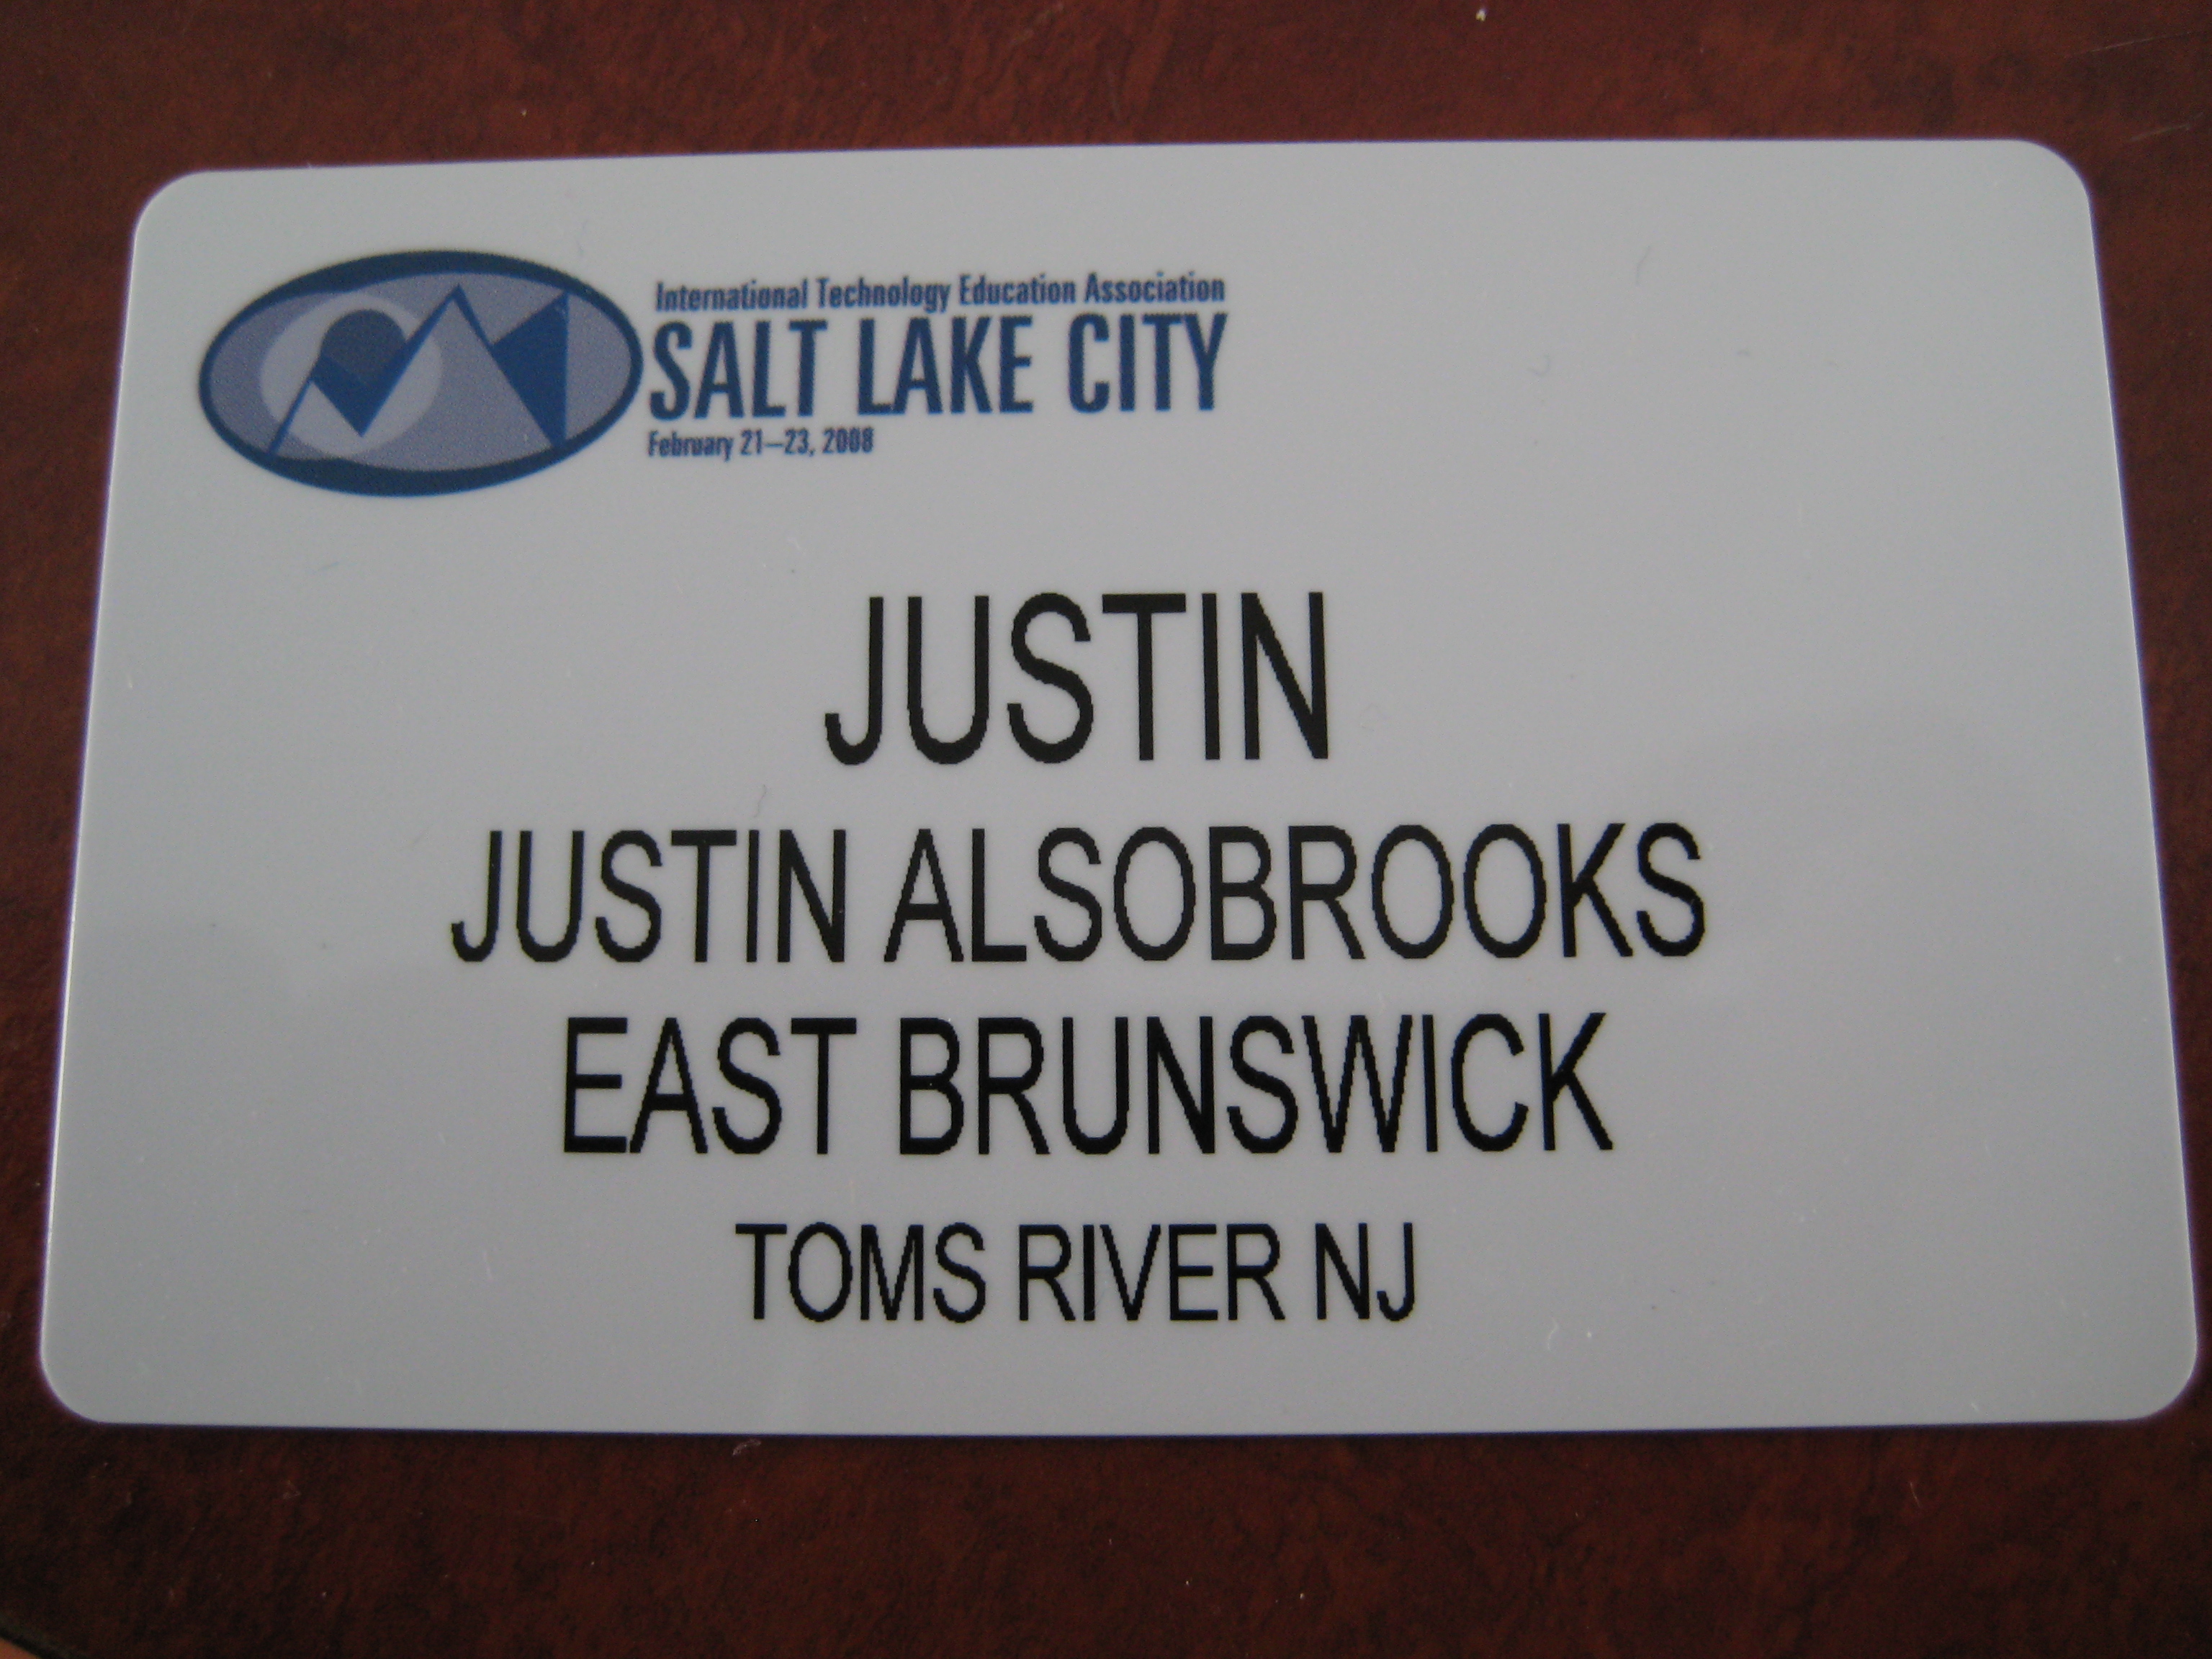 International Technology Education Association
SALT LAKE CITY
February 21–23, 2008
JUSTIN
JUSTIN ALSOBROOKS
EAST BRUNSWICK
TOMS RIVER NJ